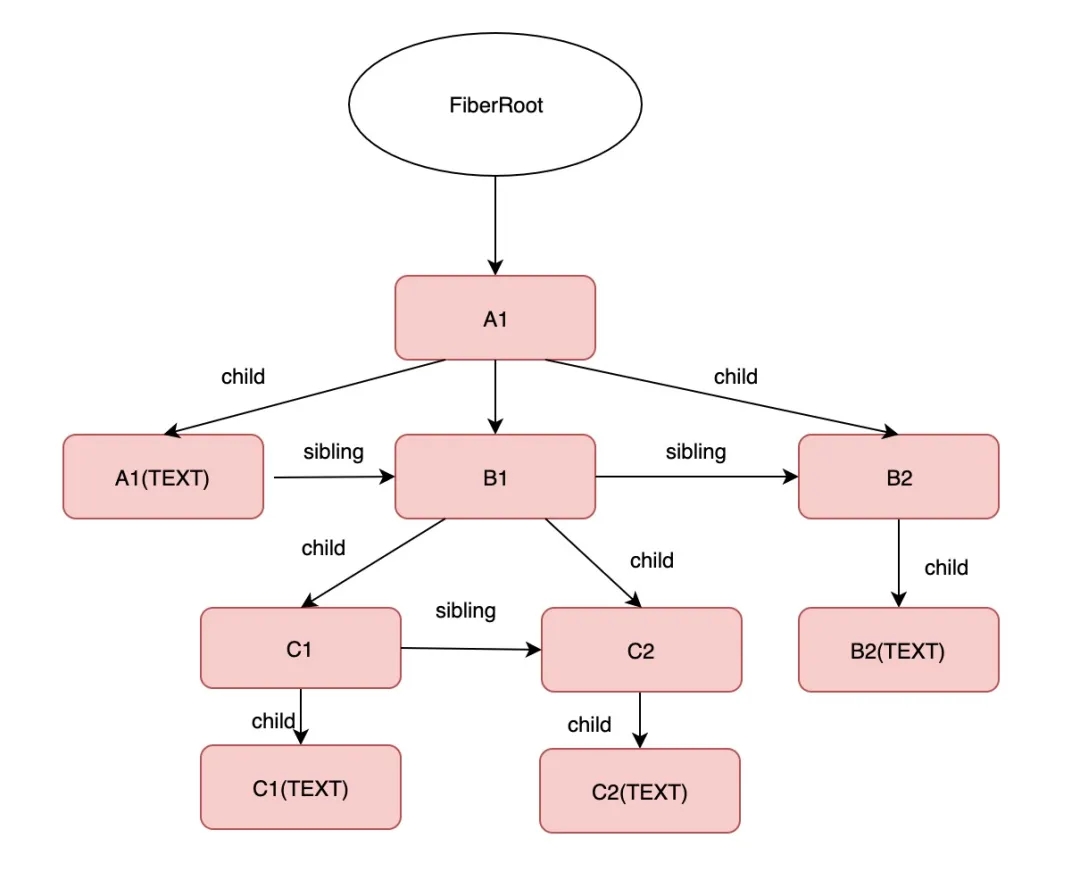 FiberRoot
A1
child
child
A1(TEXT)
sibling
B1
sibling
B2
child
child
child
sibling
C1
C2
B2(TEXT)
child
child
C1(TEXT)
C2(TEXT)